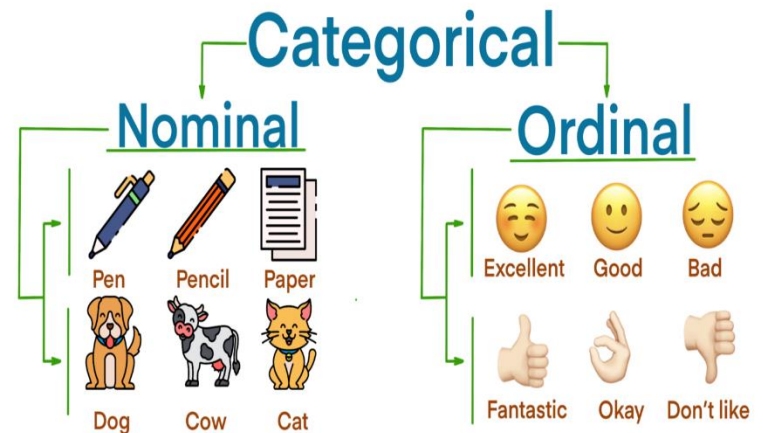 Categorical
Nominal
Ordinal
Pen Pencil Paper
Excellent Good Bad
Dog Cow Cat
Fantastic Okay Don't like